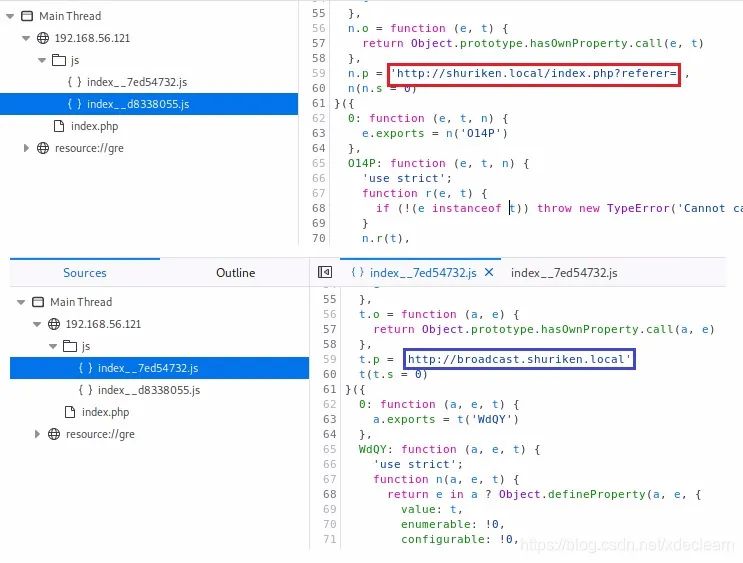 Main Thread
192.168.56.121
js
{ } index__7ed54732.js
{ } index__d8338055.js
index.php
resource://gre
55 },
56 n.o = function (e, t) {
57 return Object.prototype.hasOwnProperty.call(e, t)
58 },
59 n.p = 'http://shuriken.local/index.php?referer= ,
60 n(n.s = 0)
61 }({
62 0: function (e, t, n) {
63 e.exports = n('O14P')
64 },
65 O14P: function (e, t, n) {
66 'use strict';
67 function r(e, t) {
68 if (!(e instanceof t)) throw new TypeError('Cannot ca
69 }
70 n.r(t),
Sources
Outline
{ } index__7ed54732.js ✕
index__7ed54732.js
Main Thread
192.168.56.121
js
{ } index__7ed54732.js
{ } index__d8338055.js
index.php
resource://gre
55 },
56 t.o = function (a, e) {
57 return Object.prototype.hasOwnProperty.call(a, e)
58 },
59 t.p = http://broadcast.shuriken.local'
60 t(t.s = 0)
61 }({
62 0: function (a, e, t) {
63 a.exports = t('WdQY')
64 },
65 WdQY: function (a, e, t) {
66 'use strict';
67 function n(a, e, t) {
68 return e in a ? Object.defineProperty(a, e, {
69 value: t,
70 enumerable: !0,
71 configurable: !0,
https://blog.csdn.net/xdeclearn